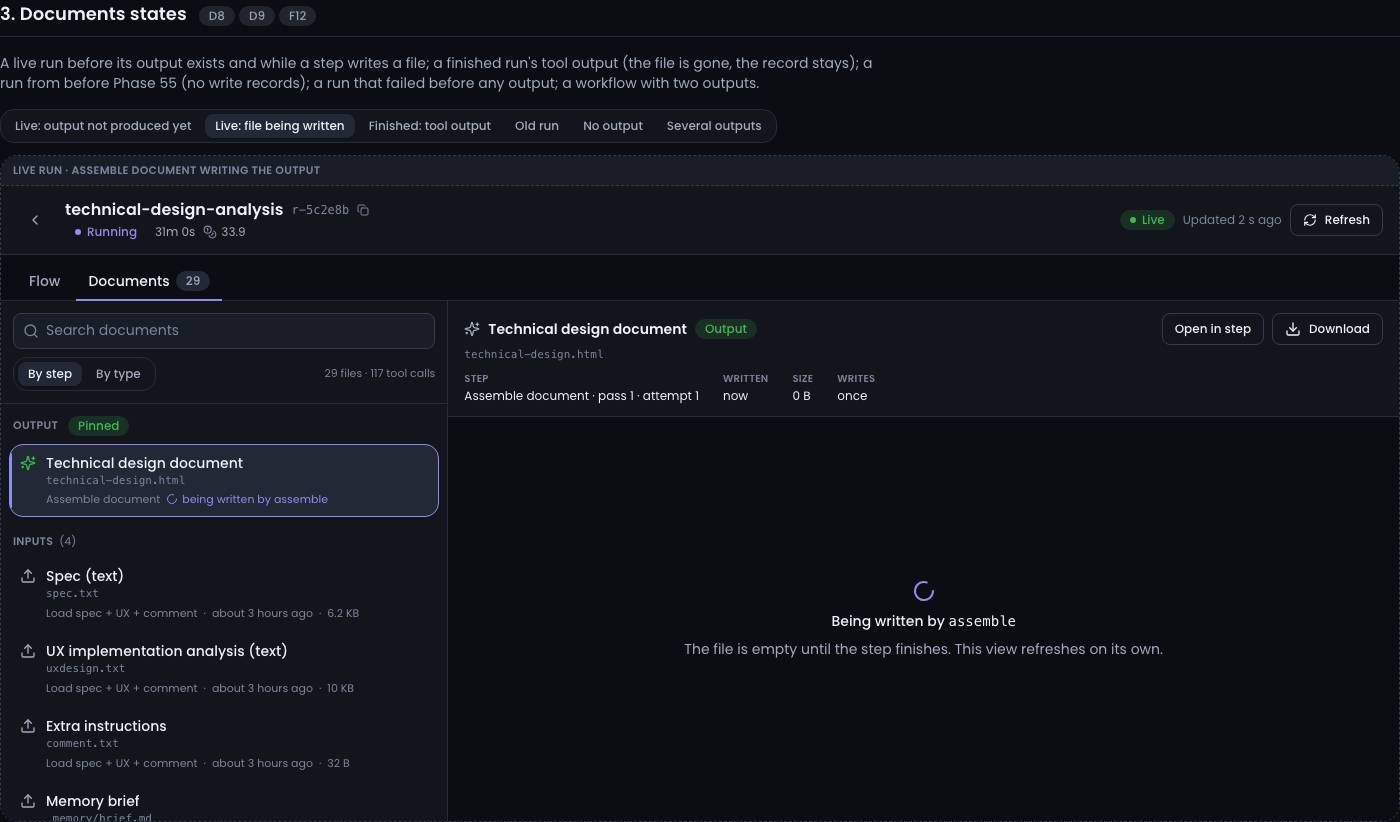 3. Documents states D8 D9 F12
A live run before its output exists and while a step writes a file; a finished run's tool output (the file is gone, the record stays); a
run from before Phase 55 (no write records); a run that failed before any output; a workflow with two outputs.
Live: output not produced yet Live: file being written Finished: tool output Old run No output Several outputs
LIVE RUN · ASSEMBLE DOCUMENT WRITING THE OUTPUT
technical-design-analysis r-5c2e8b
Running 31m 0s 33.9
Live Updated 2 s ago Refresh
Flow Documents 29
Search documents
By step By type 29 files · 117 tool calls
OUTPUT Pinned
Technical design document
technical-design.html
Assemble document being written by assemble
INPUTS (4)
Spec (text)
spec.txt
Load spec + UX + comment · about 3 hours ago · 6.2 KB
UX implementation analysis (text)
uxdesign.txt
Load spec + UX + comment · about 3 hours ago · 10 KB
Extra instructions
comment.txt
Load spec + UX + comment · about 3 hours ago · 32 B
Memory brief
_memory/brief.md
Technical design document Output
Open in step Download
technical-design.html
STEP WRITTEN SIZE WRITES
Assemble document · pass 1 · attempt 1 now 0 B once
Being written by assemble
The file is empty until the step finishes. This view refreshes on its own.